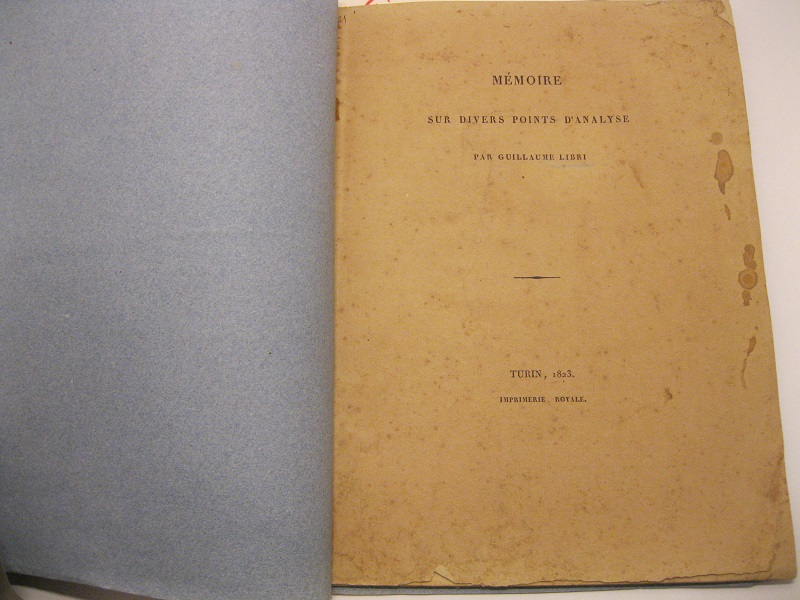 MÉMOIRE
SUR DIVERS POINTS D'ANALYSE
PAR GUILLAUME LIBRI
TURIN, 1823.
IMPRIMERIE ROYALE.